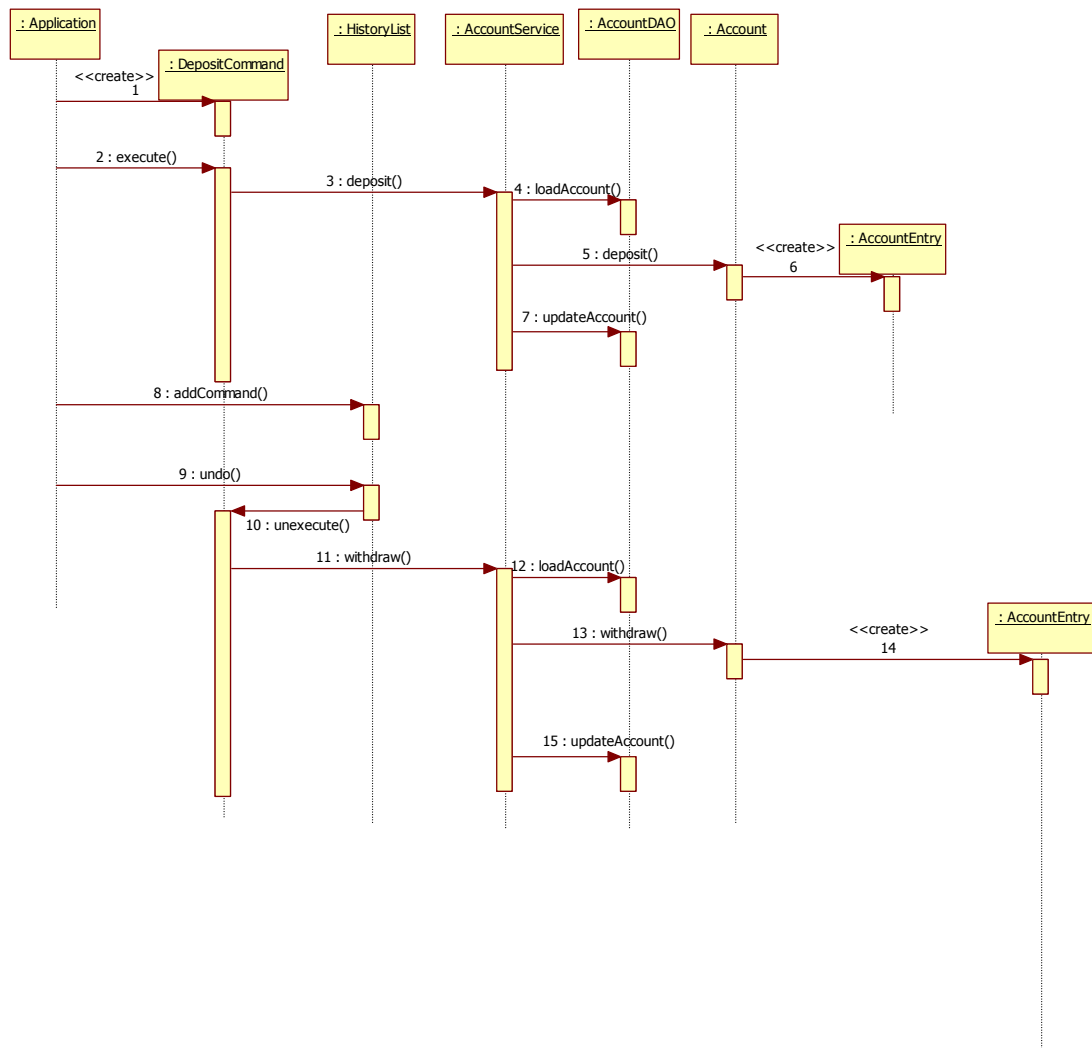 : Application
: HistoryList
: AccountService
: AccountDAO
: Account
: DepositCommand
<<create>>
1
2 : execute()
3 : deposit()
4 : loadAccount()
: AccountEntry
<<create>>
5 : deposit()
6
7 : updateAccount()
8 : addCommand()
9 : undo()
10 : unexecute()
11 : withdraw()
12 : loadAccount()
: AccountEntry
<<create>>
13 : withdraw()
14
15 : updateAccount()